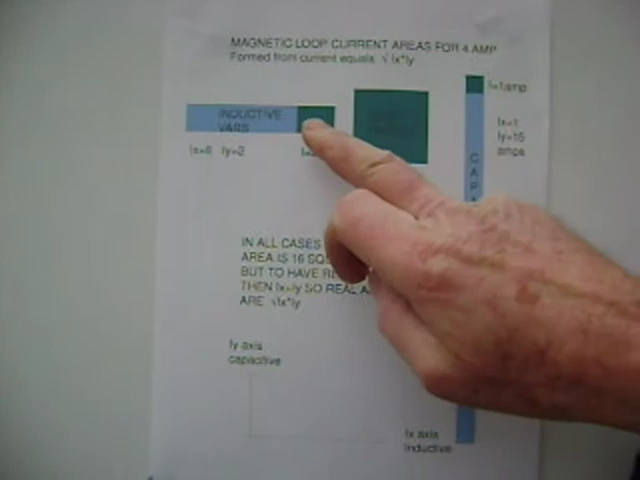 MAGNETIC LOOP CURRENT AREAS FOR 4 AMP
Formed from current equals √ Ix*Iy
I=1amp
INDUCTIVE
VARS
Ix=8 Iy=2
Ix=1
Iy=16
amps
C
A
P
A
IN ALL CASES
AREA IS 16 SQ
BUT TO HAVE RE
THEN Ix=Iy SO REAL A
ARE √Ix*Iy
Iy axis
capacitive
Ix axis
inductive